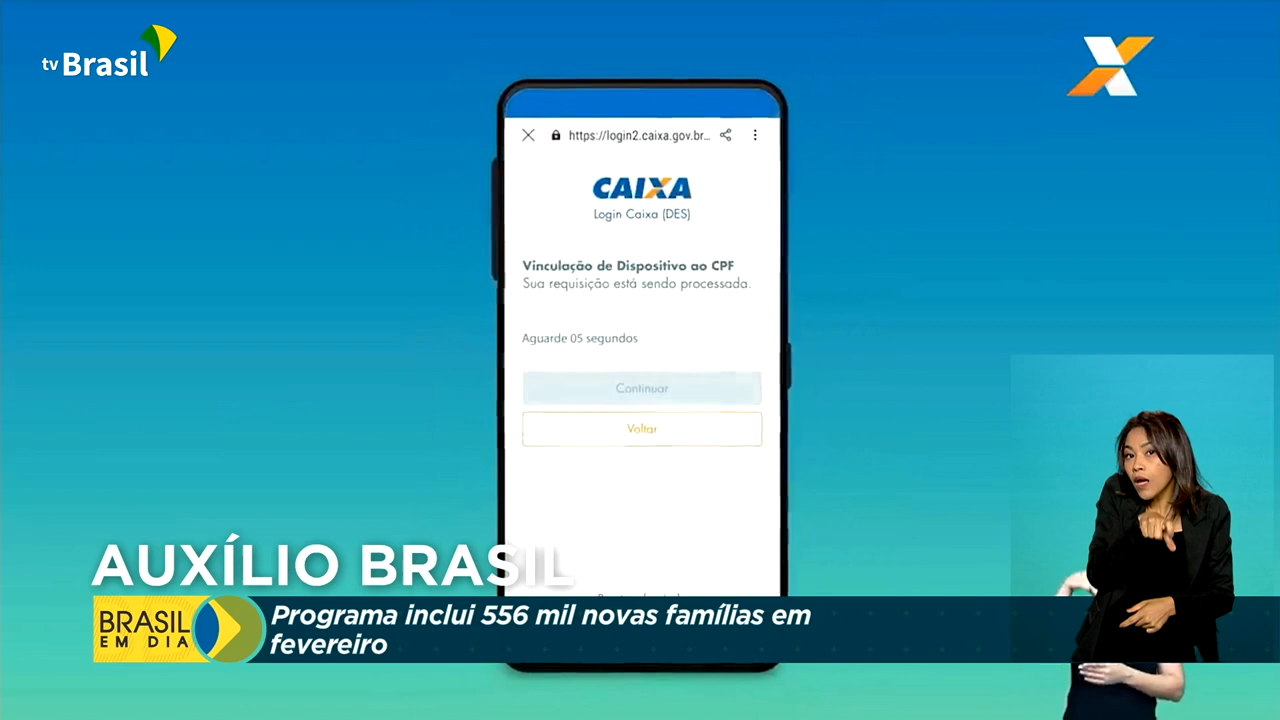 tv Brasil
https://login2.caixa.gov.br...
CAIXA
Login Caixa (DES)
Vinculação de Dispositivo ao CPF
Sua requisição está sendo processada.
Aguarde 05 segundos
Continuar
Voltar
AUXÍLIO BRASIL
BRASIL
EM DIA
Programa inclui 556 mil novas famílias em
fevereiro